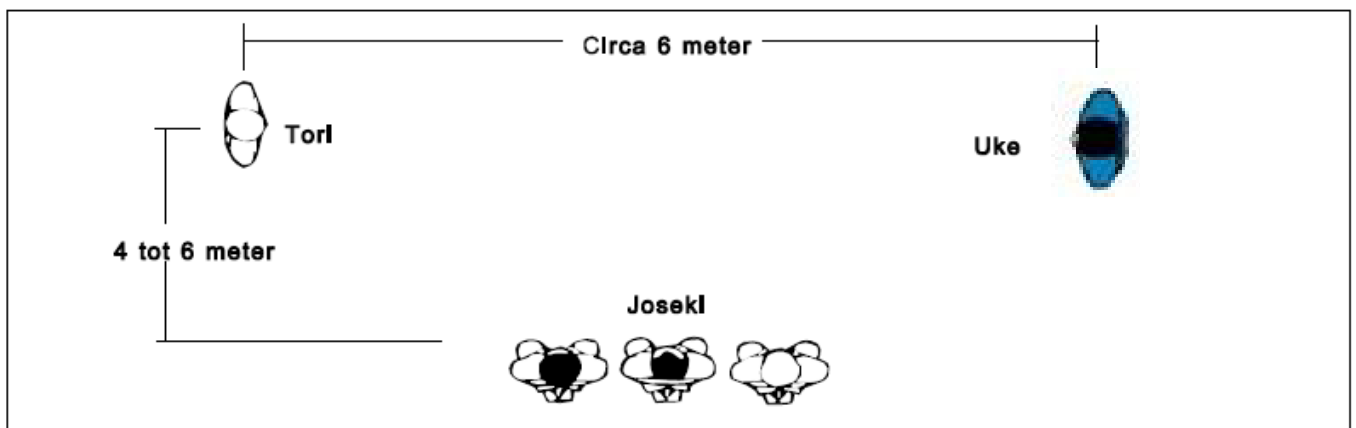 Circa 6 meter
Tori
Uke
4 tot 6 meter
Joseki